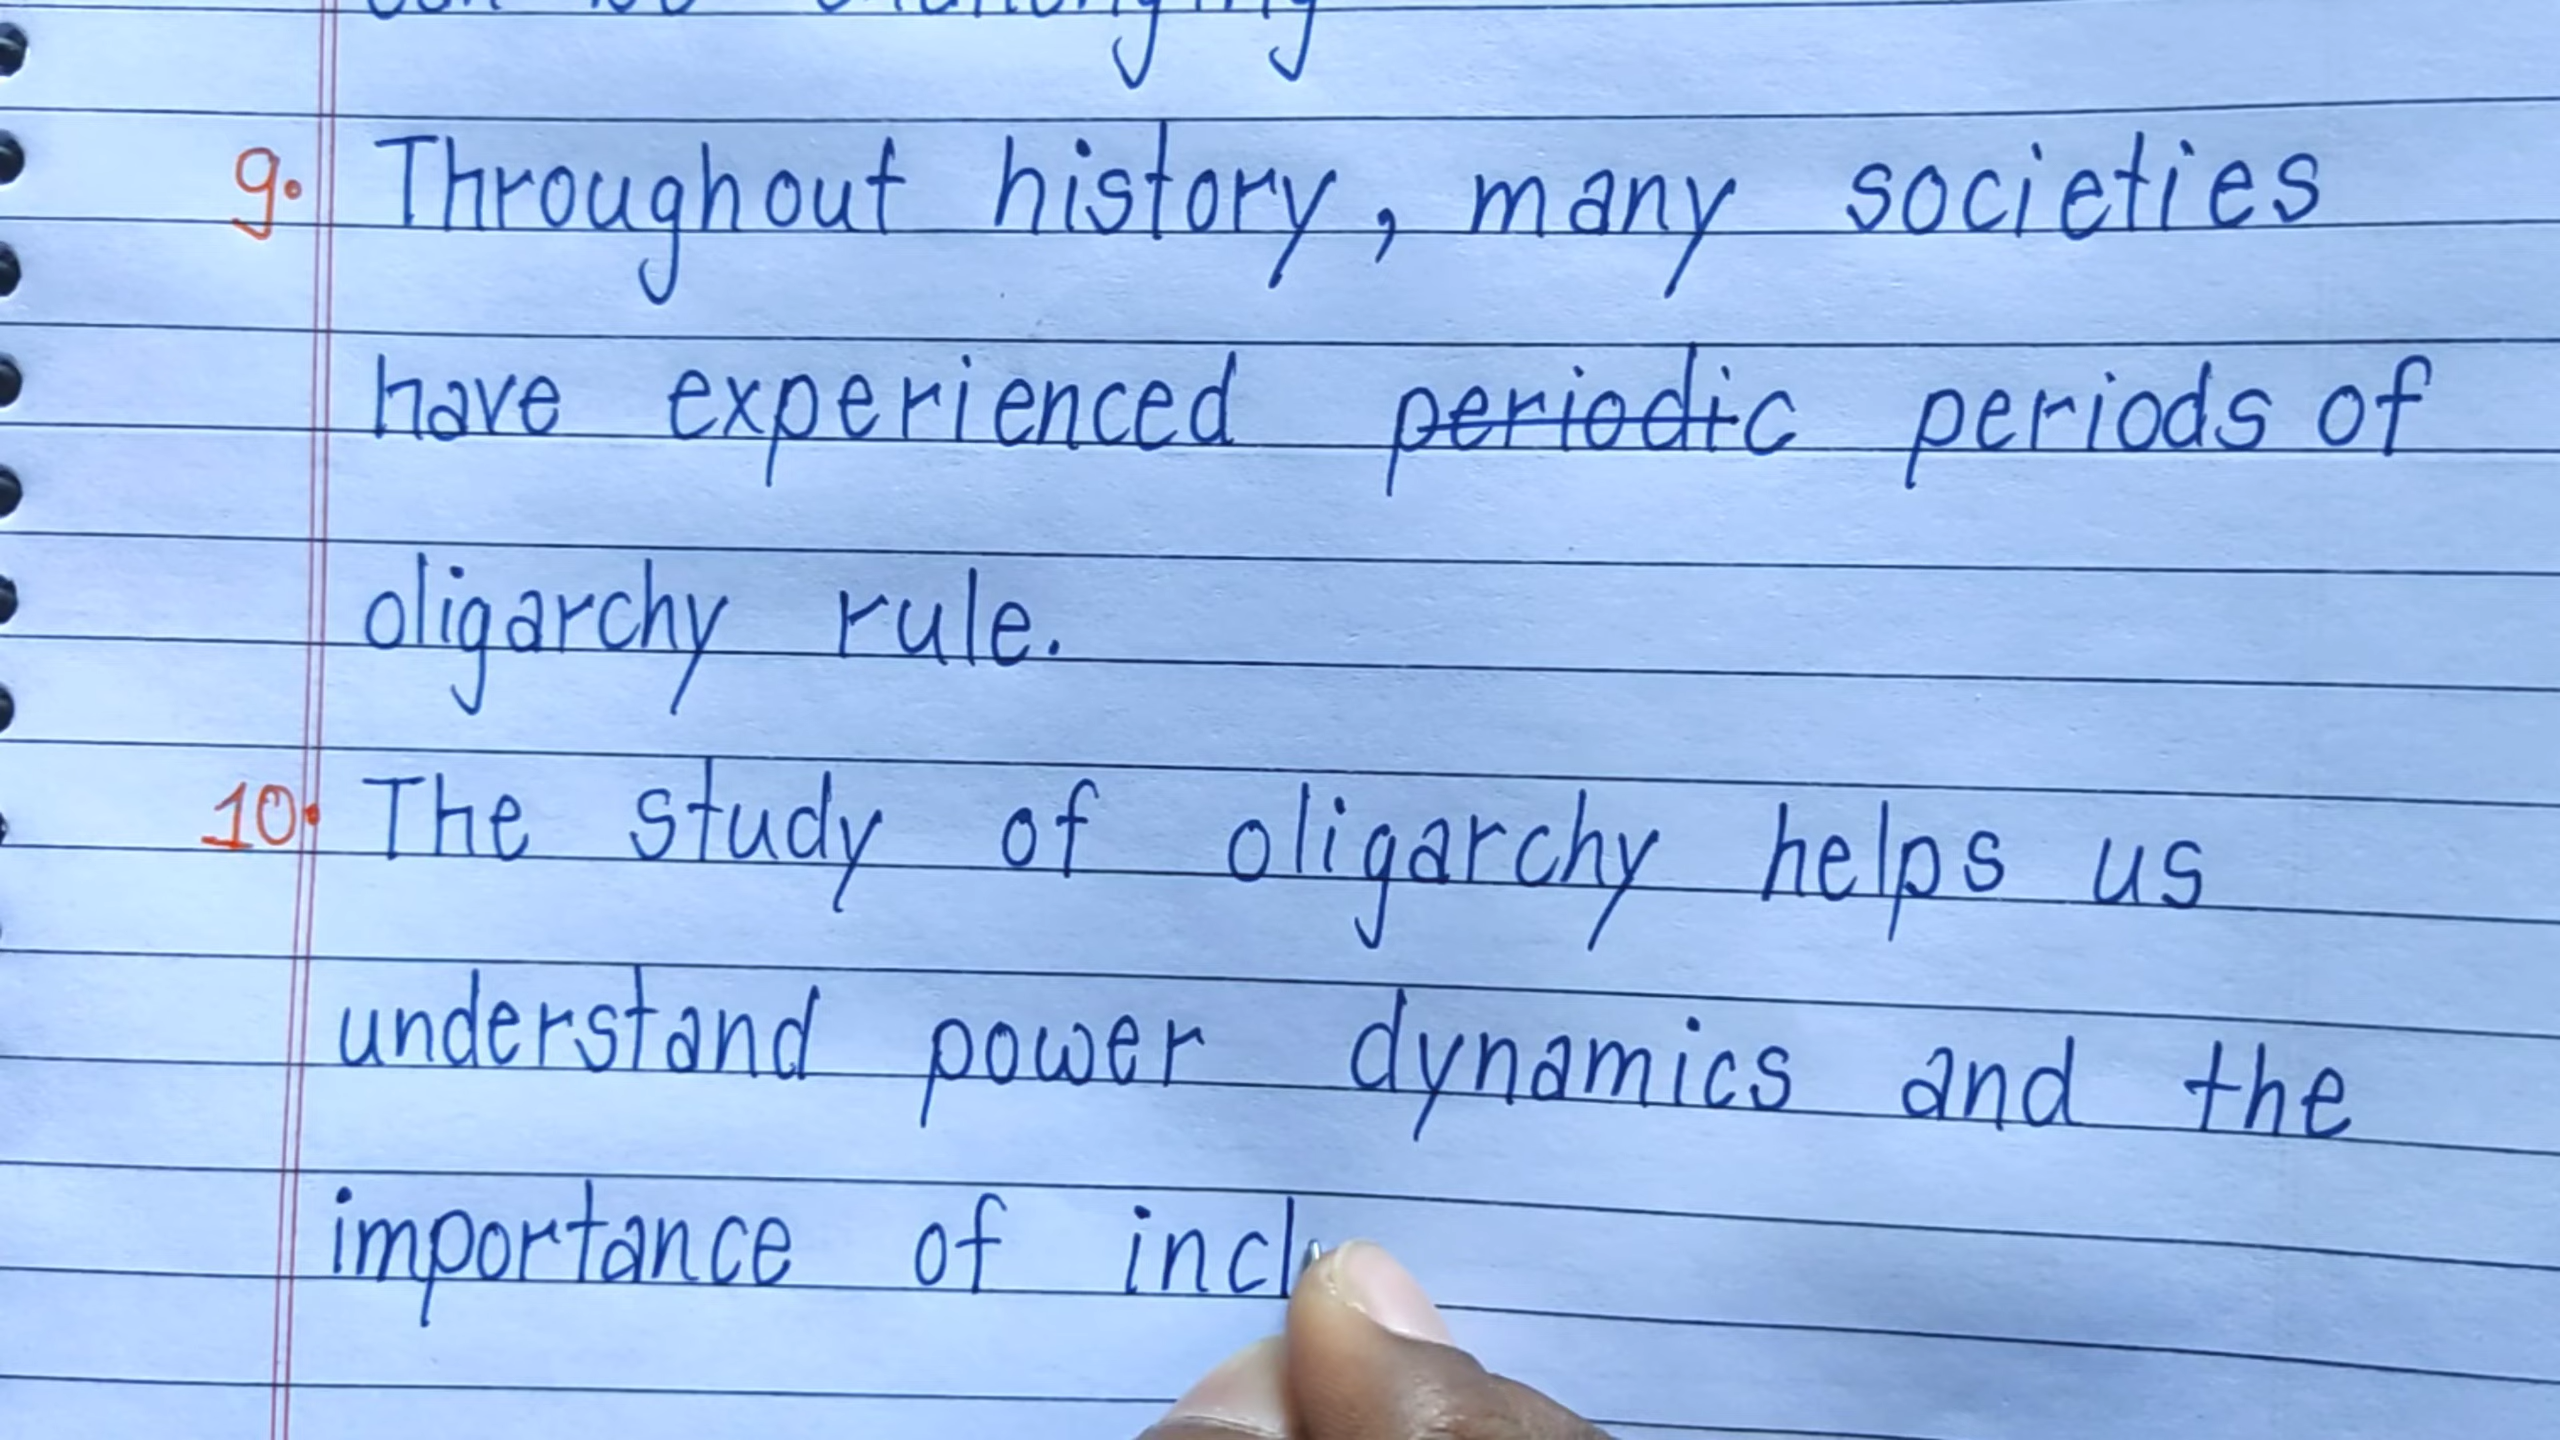 9. Throughout history, many societies
have experienced periodic periods of
oligarchy rule.
10. The study of oligarchy helps us
understand power dynamics and the
importance of incl